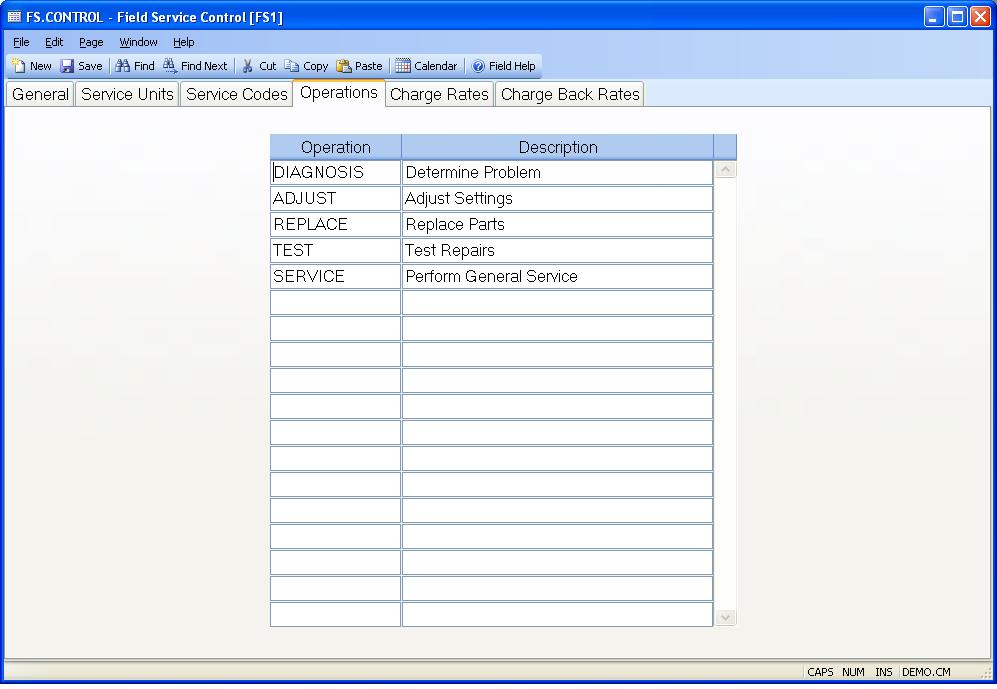 FS.CONTROL - Field Service Control [FS1]
File Edit Page Window Help
New Save Find Find Next Cut Copy Paste Calendar Field Help
General Service Units Service Codes Operations Charge Rates Charge Back Rates
Operation Description
DIAGNOSIS Determine Problem
ADJUST Adjust Settings
REPLACE Replace Parts
TEST Test Repairs
SERVICE Perform General Service
CAPS NUM INS DEMO.CM